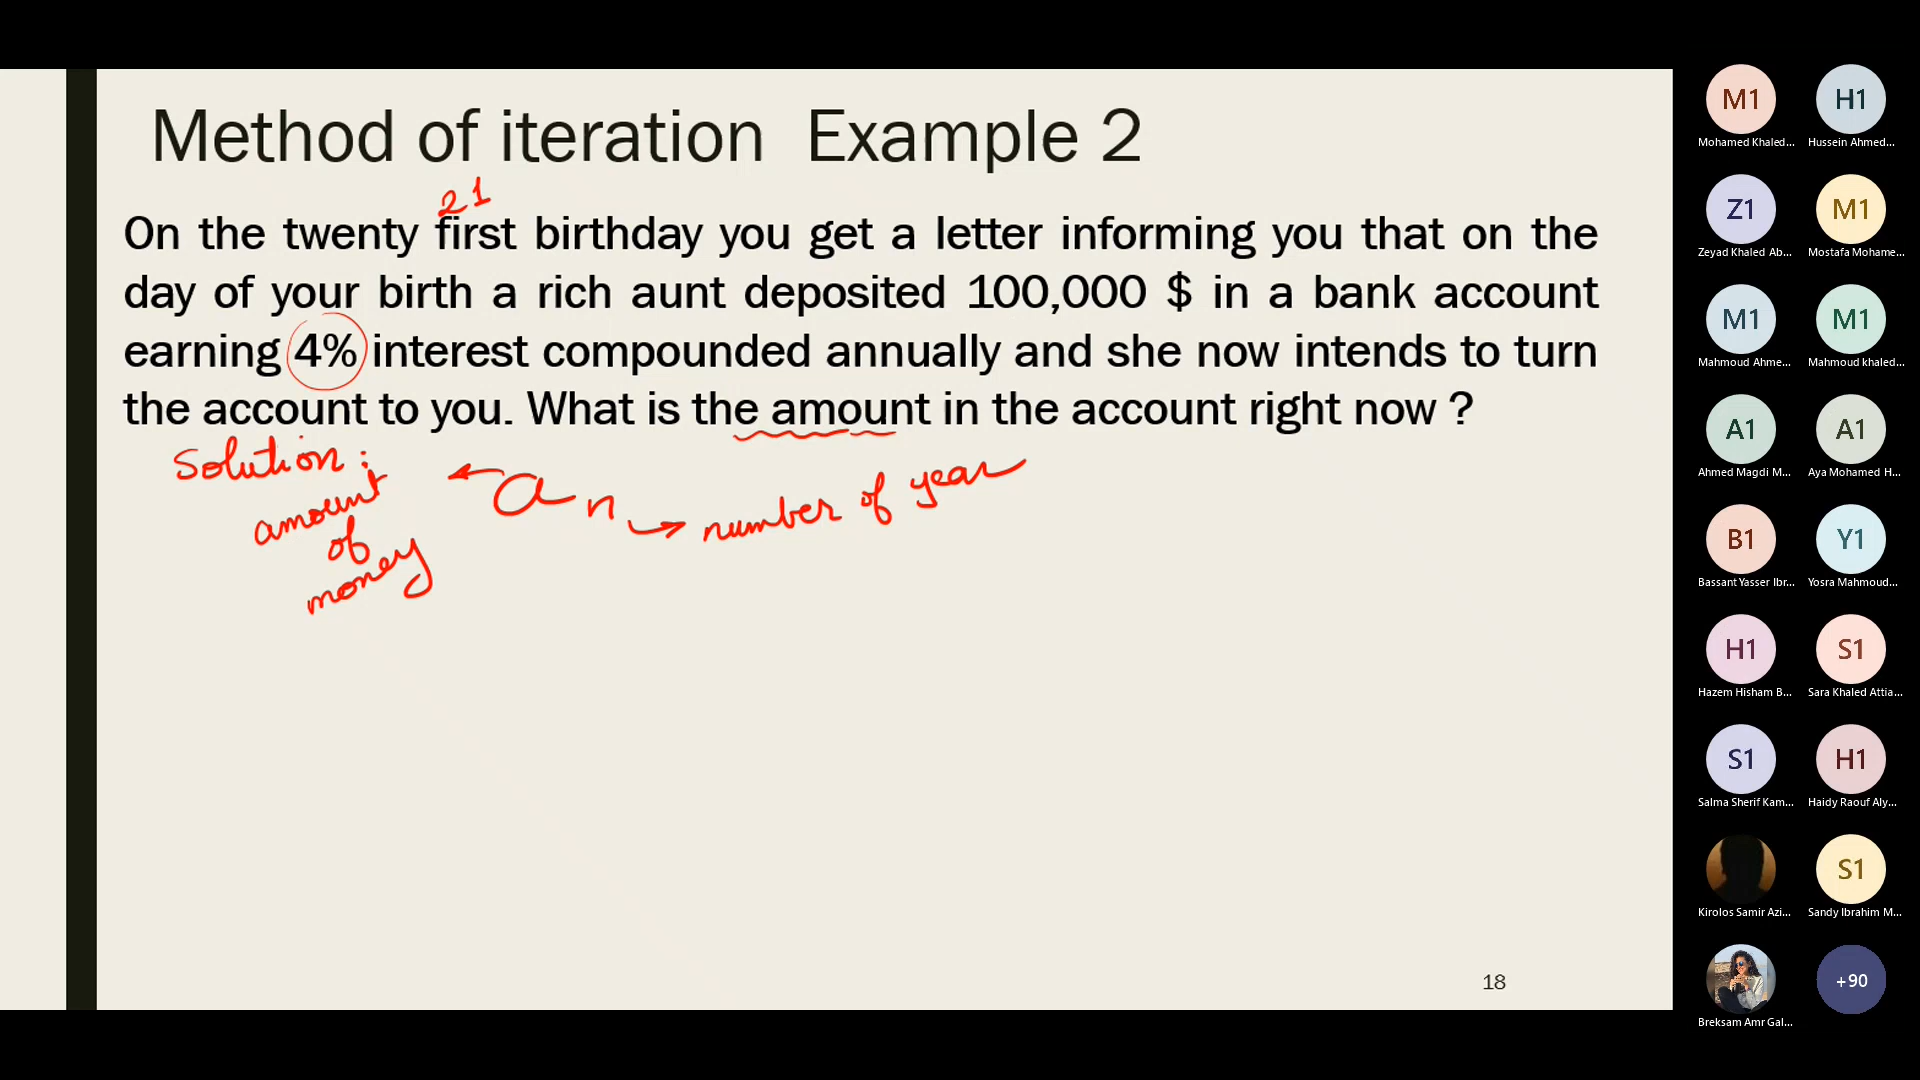 Method of iteration Example 2
21
On the twenty first birthday you get a letter informing you that on the
day of your birth a rich aunt deposited 100,000 $ in a bank account
earning 4% interest compounded annually and she now intends to turn
the account to you. What is the amount in the account right now ?
Solution:
amount
of
money
a n
number of year
18
M1
Mohamed Khaled...
H1
Hussein Ahmed...
Z1
Zeyad Khaled Ab...
M1
Mostafa Mohame...
M1
Mahmoud Ahme...
M1
Mahmoud khaled...
A1
Ahmed Magdi M...
A1
Aya Mohamed H...
B1
Bassant Yasser Ibr...
Y1
Yosra Mahmoud...
H1
Hazem Hisham B...
S1
Sara Khaled Attia...
S1
Salma Sherif Kam...
H1
Haidy Raouf Aly...
Kirolos Samir Azi...
S1
Sandy Ibrahim M...
Breksam Amr Gal...
+90